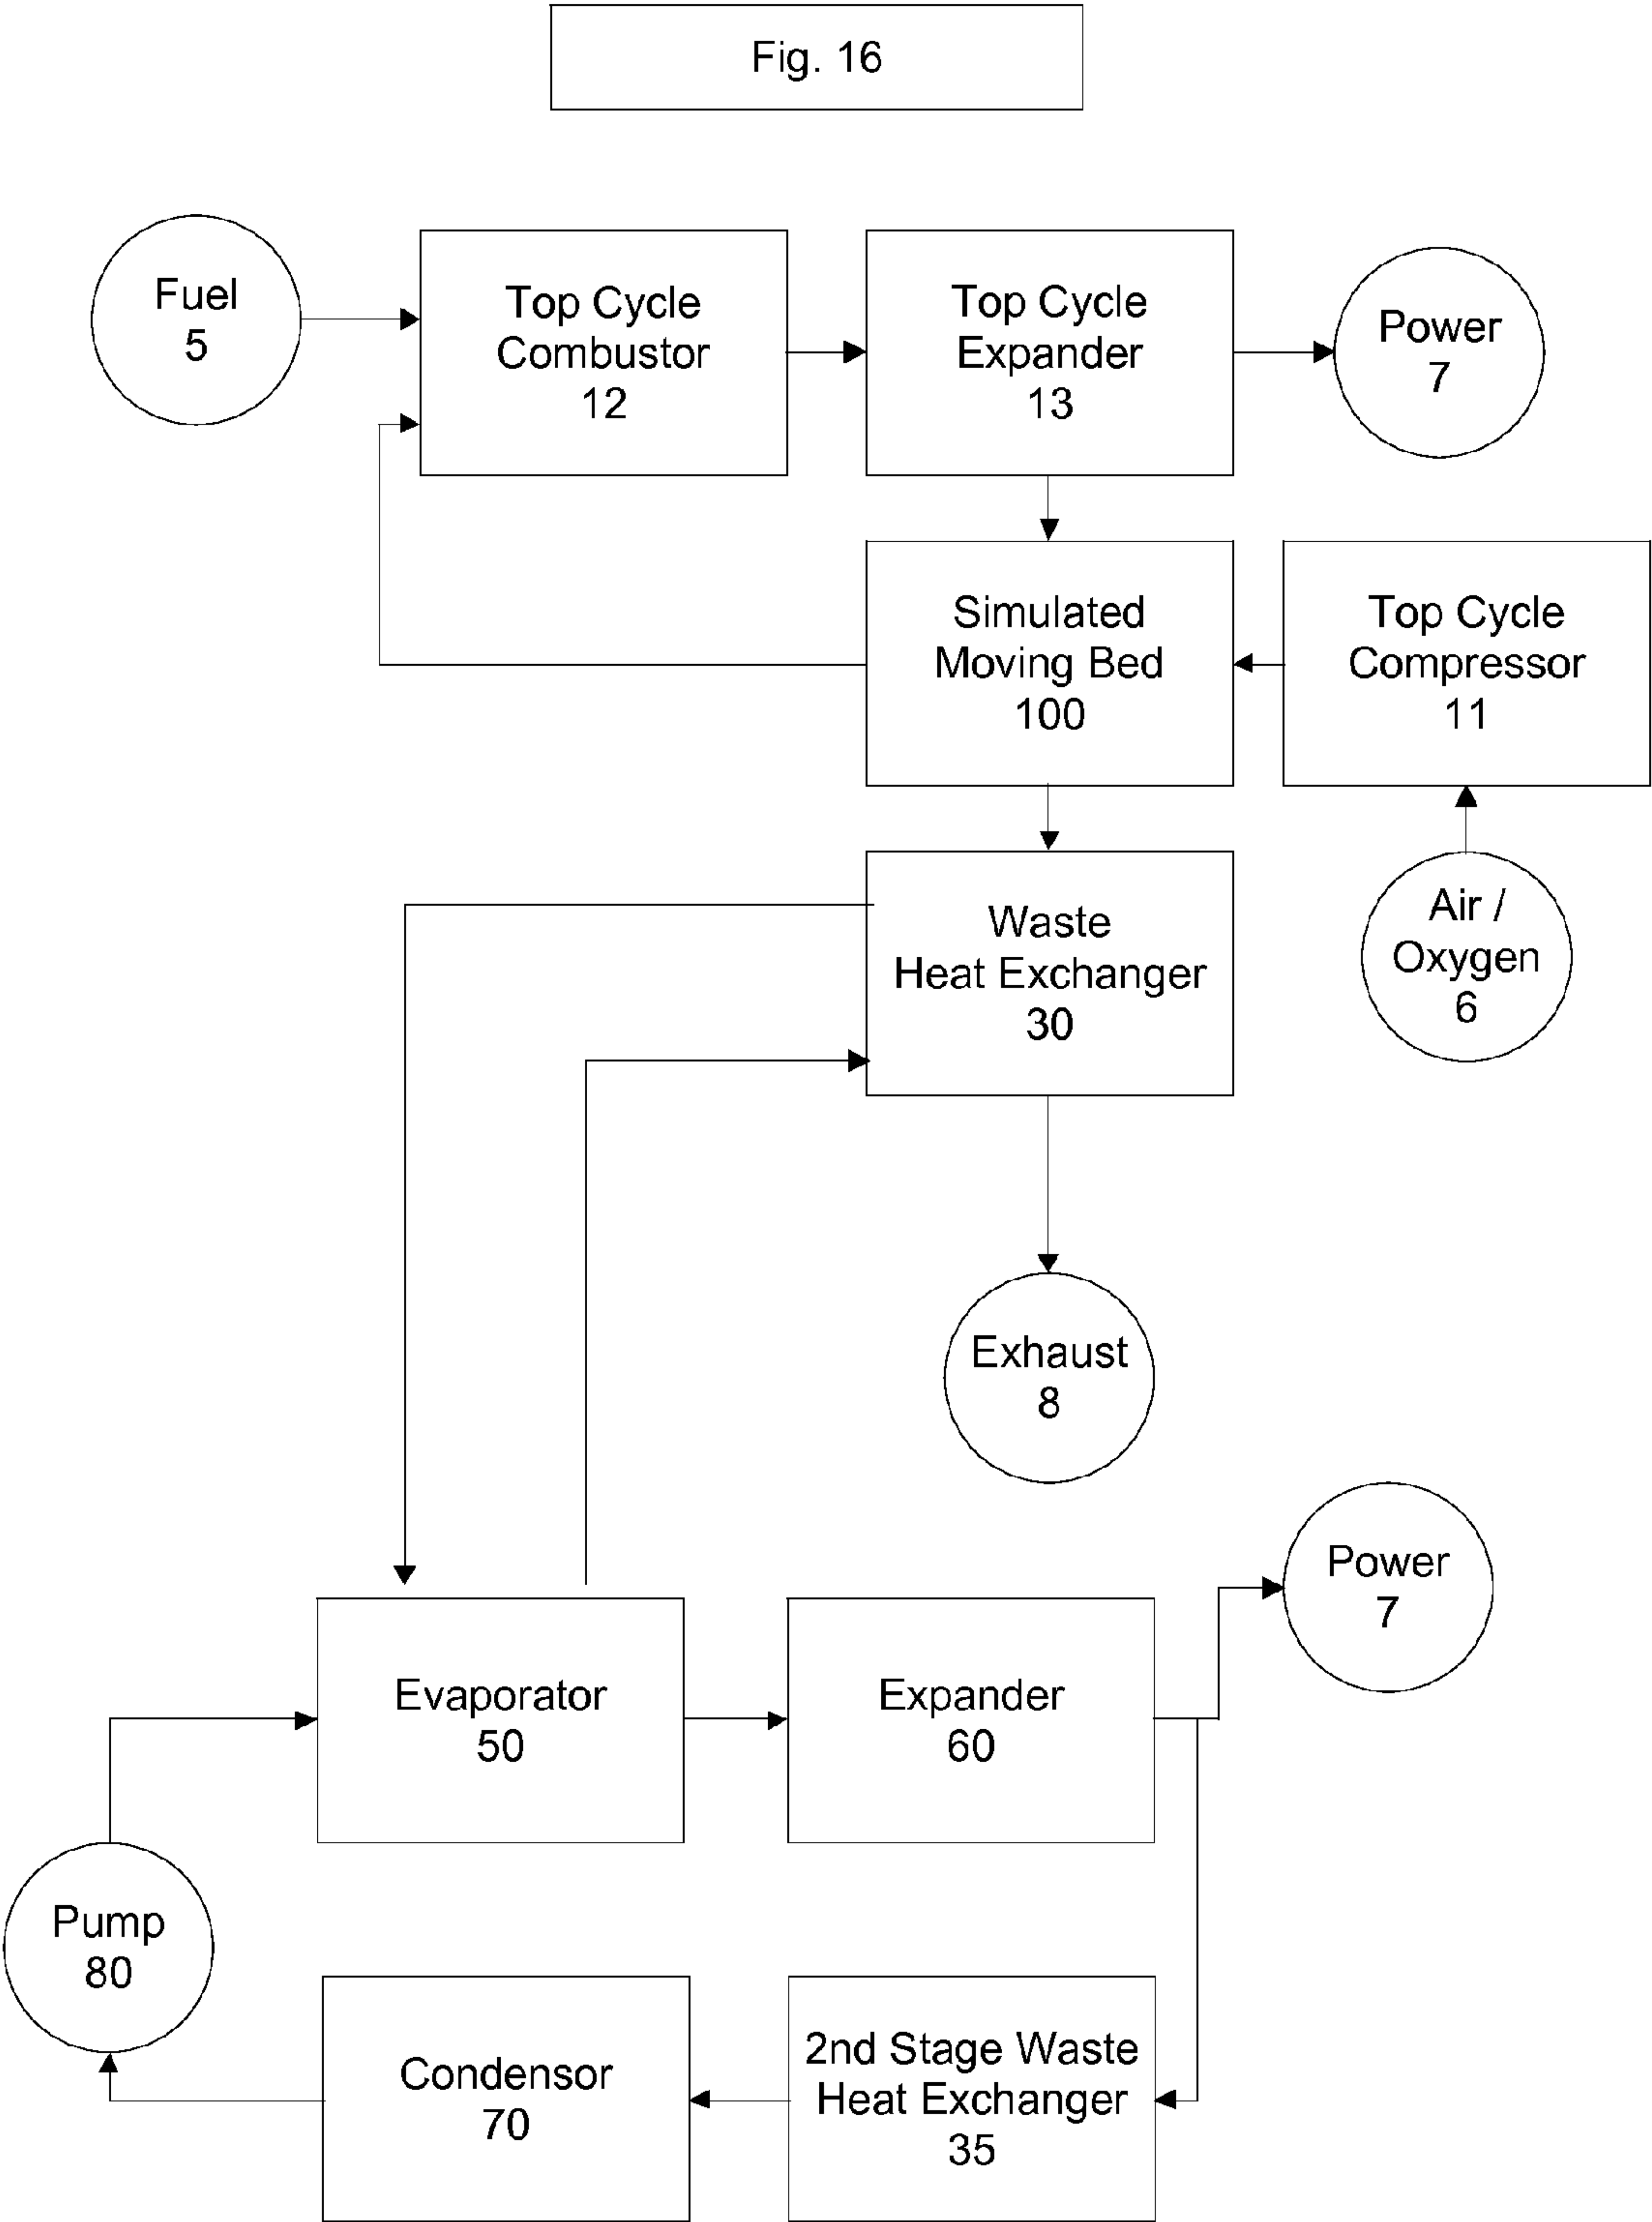 Fig. 16
Fuel
5
Top Cycle
Combustor
12
Top Cycle
Expander
13
Power
7
Simulated
Moving Bed
100
Top Cycle
Compressor
11
Waste
Heat Exchanger
30
Air /
Oxygen
6
Exhaust
8
Power
7
Evaporator
50
Expander
60
Pump
80
Condensor
70
2nd Stage Waste
Heat Exchanger
35